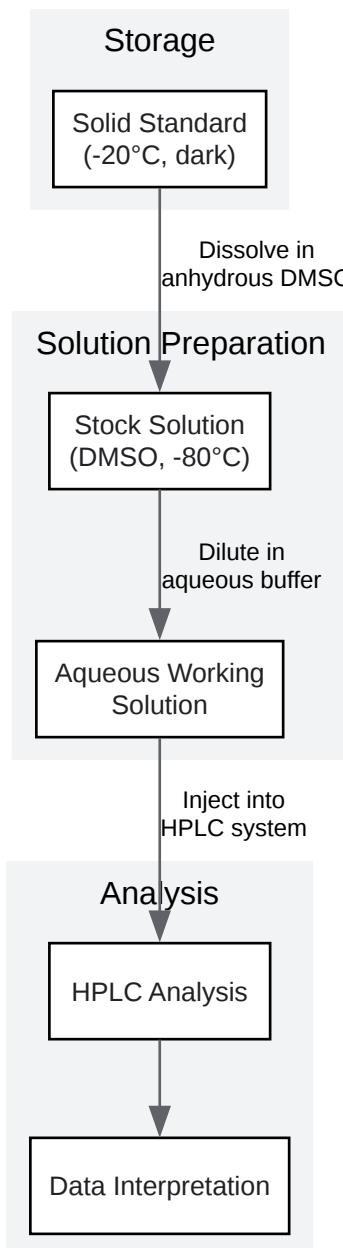 Storage
Solid Standard
(-20°C, dark)
Dissolve in
anhydrous DMSO
Solution Preparation
Stock Solution
(DMSO, -80°C)
Dilute in
aqueous buffer
Aqueous Working
Solution
Inject into
HPLC system
Analysis
HPLC Analysis
Data Interpretation